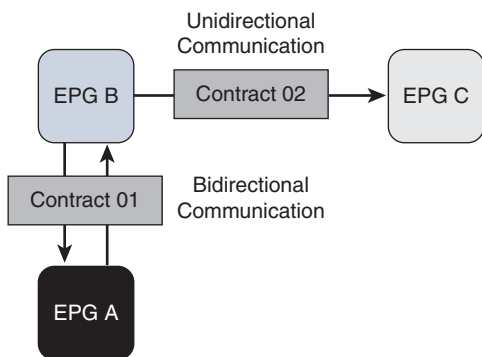 Unidirectional
Communication
EPG B
Contract 02
EPG C
Contract 01
Bidirectional
Communication
EPG A